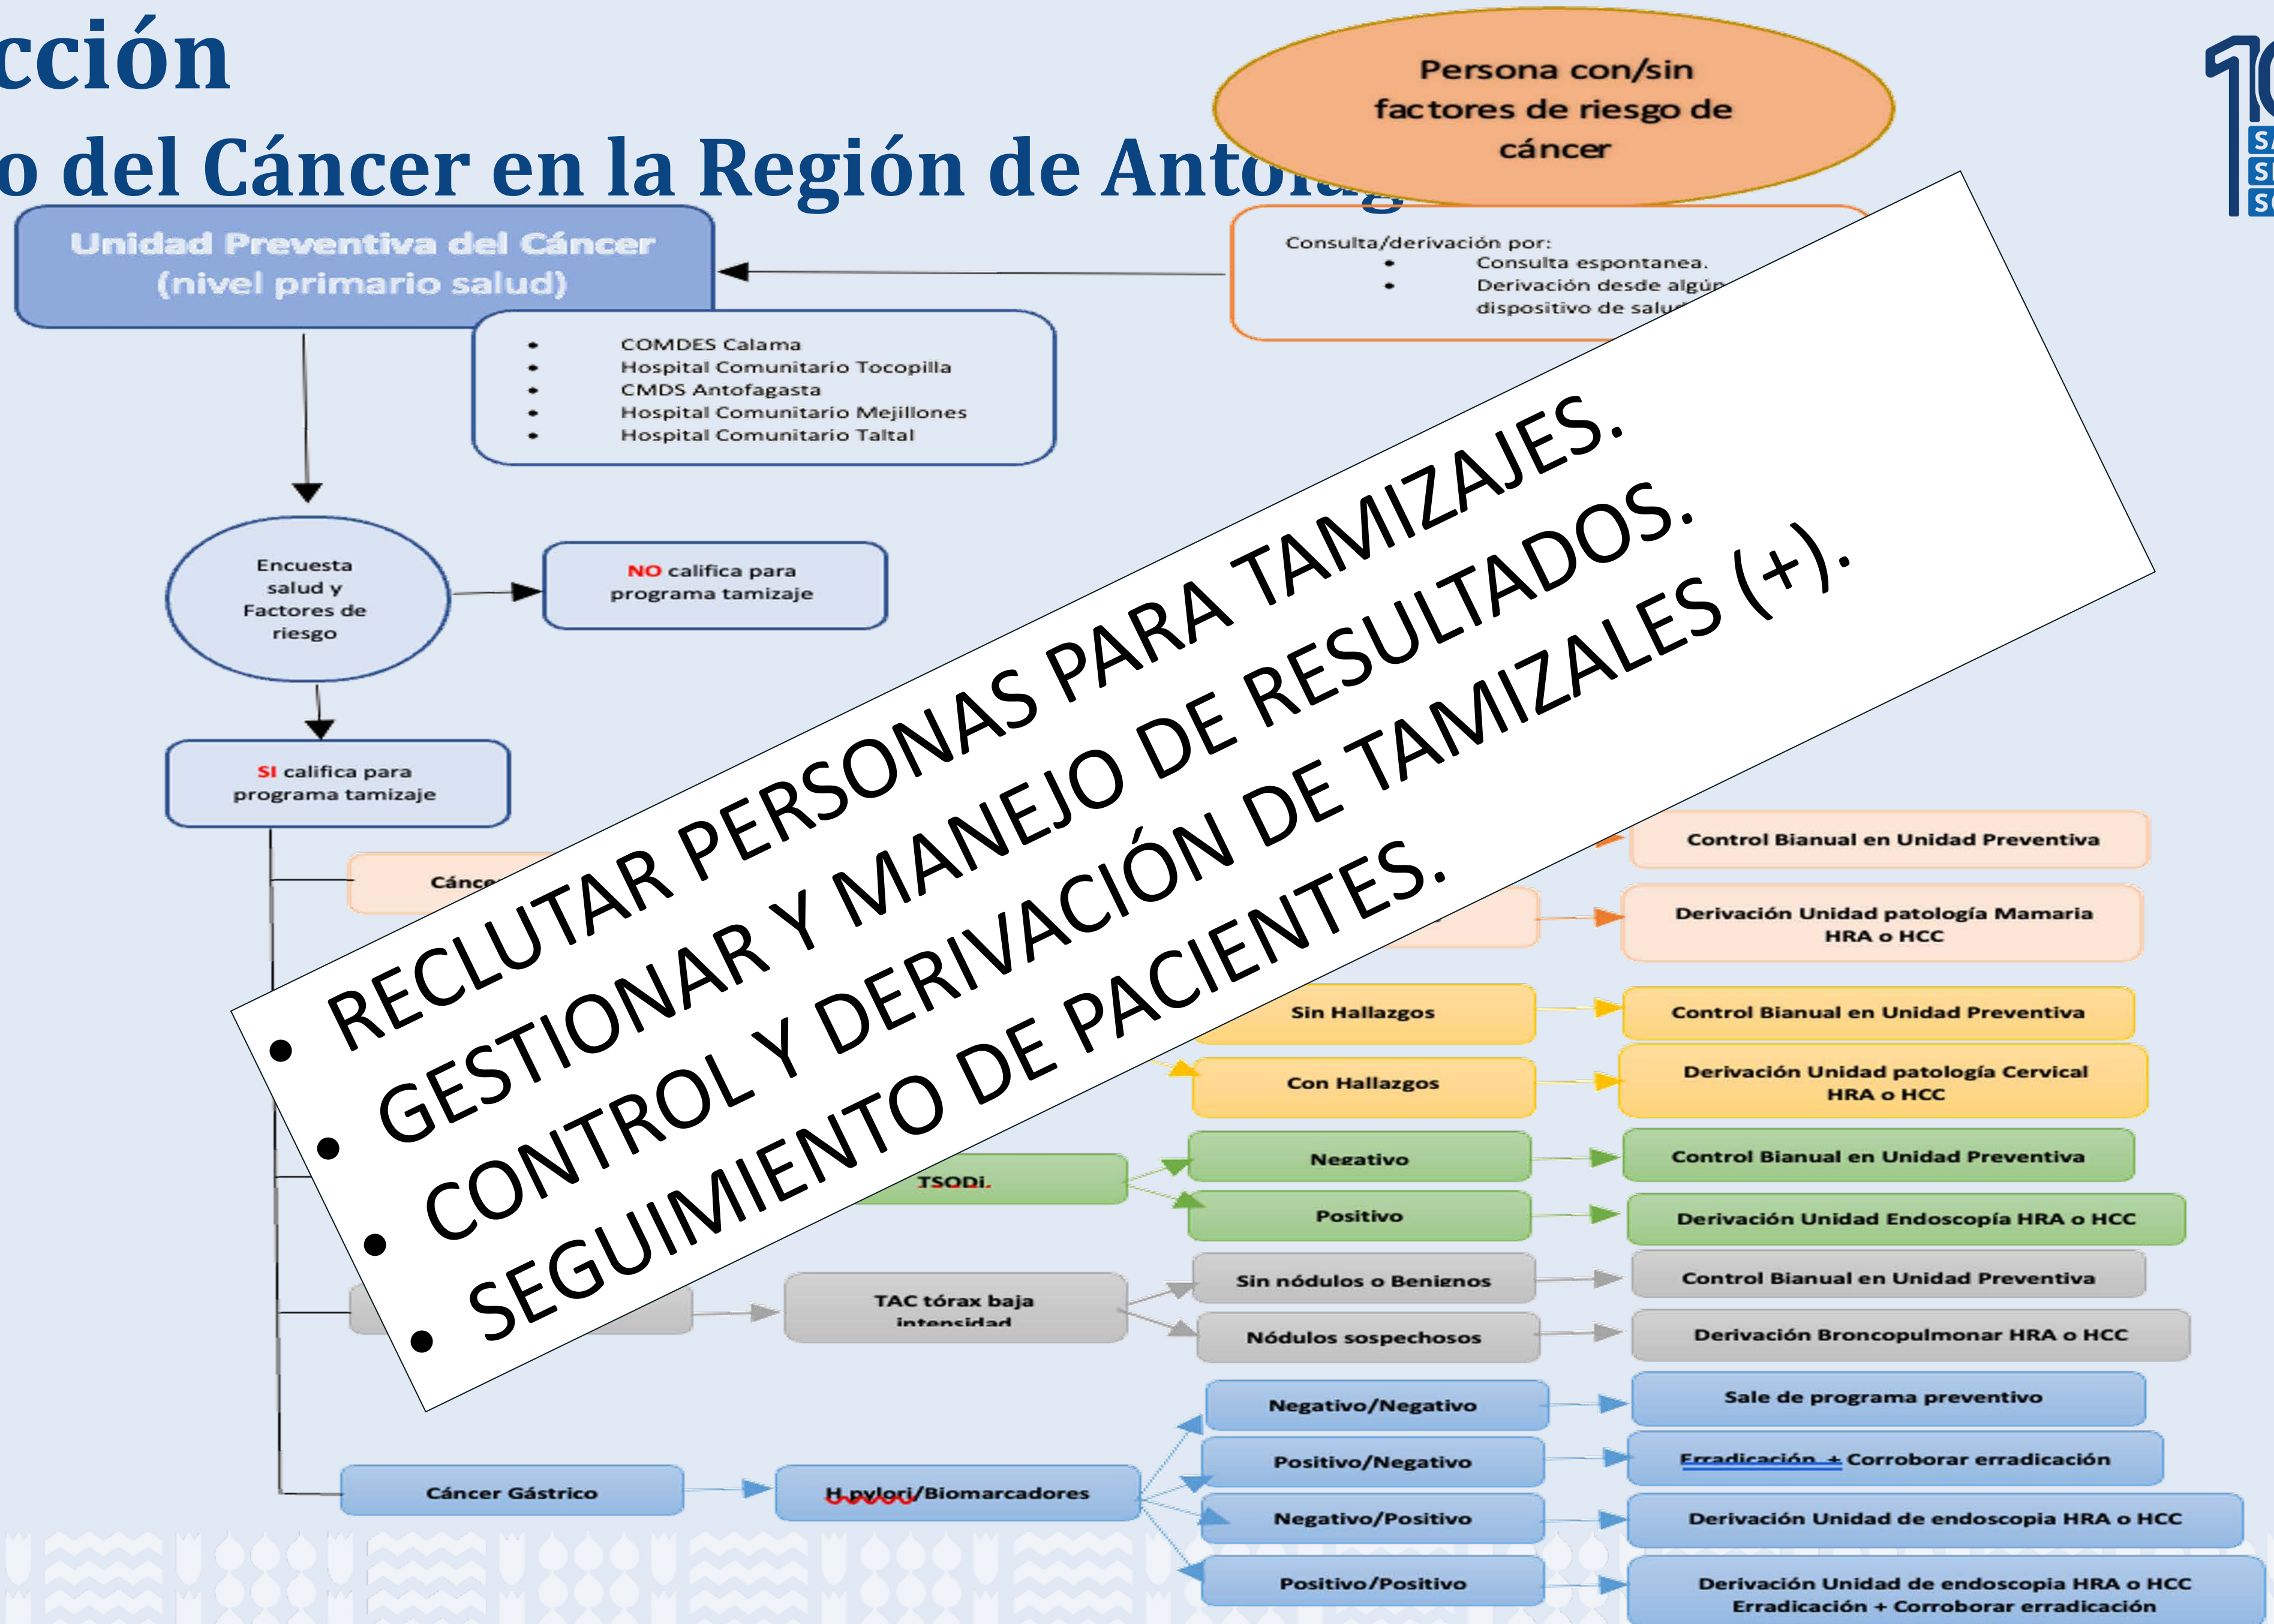 cción
o del Cáncer en la Región de
Persona con/sin
factores de riesgo de
cáncer
10
Unidad Preventiva del Cáncer
(nivel primario salud)
Consulta/derivación por:
• Consulta espontanea.
• Derivación desde algún
dispositivo de
• COMDES Calama
• Hospital Comunitario Tocopilla
• CMDS Antofagasta
• Hospital Comunitario Mejillones
• Hospital Comunitario Taltal
Encuesta
salud y
Factores de
riesgo
NO califica para
programa tamizaje
SI califica para
programa tamizaje
• RECLUTAR PERSONAS PARA TAMIZAJES.
• GESTIONAR Y MANEJO DE RESULTADOS.
• CONTROL Y DERIVACIÓN DE TAMIZALES (+).
• SEGUIMIENTO DE PACIENTES.
Control Bianual en Unidad Preventiva
Derivación Unidad patología Mamaria
HRA o HCC
Sin Hallazgos
Control Bianual en Unidad Preventiva
Con Hallazgos
Derivación Unidad patología Cervical
HRA o HCC
TSODi.
Negativo
Control Bianual en Unidad Preventiva
Positivo
Derivación Unidad Endoscopía HRA o HCC
TAC tórax baja
intensidad
Sin nódulos o Benignos
Control Bianual en Unidad Preventiva
Nódulos sospechosos
Derivación Broncopulmonar HRA o HCC
Cáncer Gástrico
H.pylori/Biomarcadores
Negativo/Negativo
Sale de programa preventivo
Positivo/Negativo
Erradicación + Corroborar erradicación
Negativo/Positivo
Derivación Unidad de endoscopia HRA o HCC
Positivo/Positivo
Derivación Unidad de endoscopia HRA o HCC
Erradicación + Corroborar erradicación